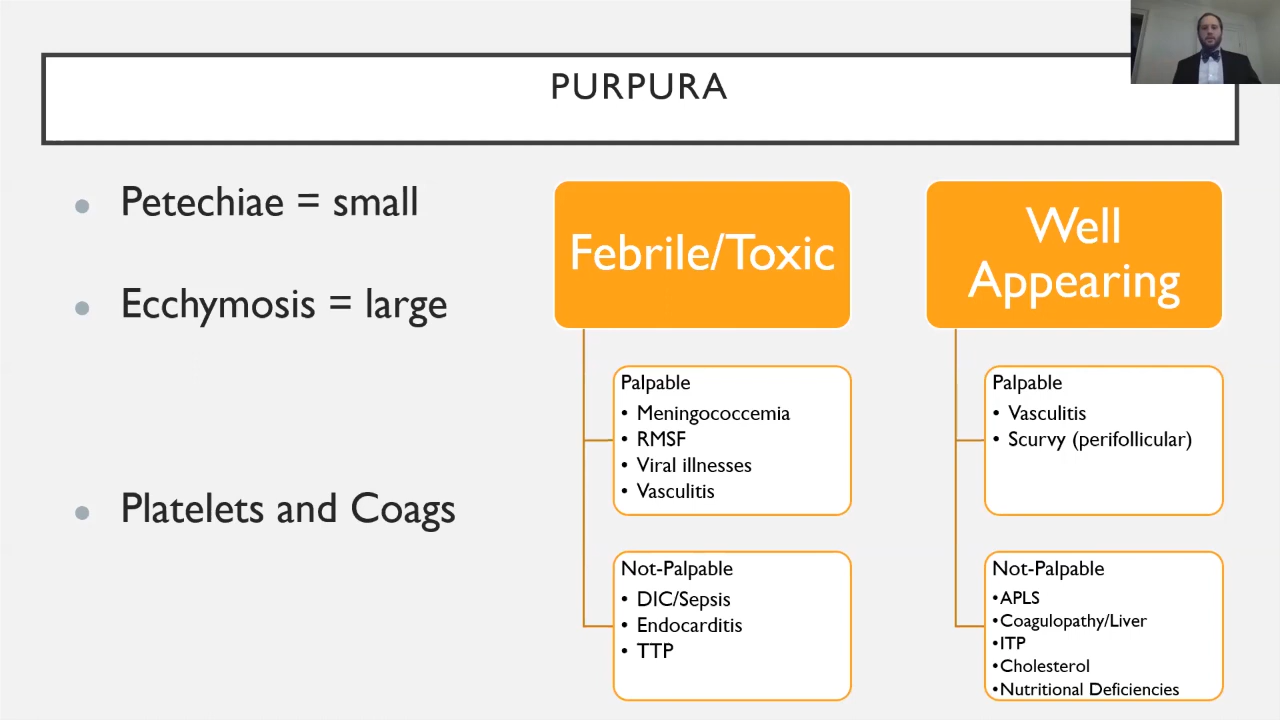 PURPURA
• Petechiae = small
• Ecchymosis = large
• Platelets and Coags
Febrile/Toxic
Palpable
• Meningococcemia
• RMSF
• Viral illnesses
• Vasculitis
Not-Palpable
• DIC/Sepsis
• Endocarditis
• TTP
Well
Appearing
Palpable
• Vasculitis
• Scurvy (perifollicular)
Not-Palpable
•APLS
•Coagulopathy/Liver
•ITP
•Cholesterol
•Nutritional Deficiencies